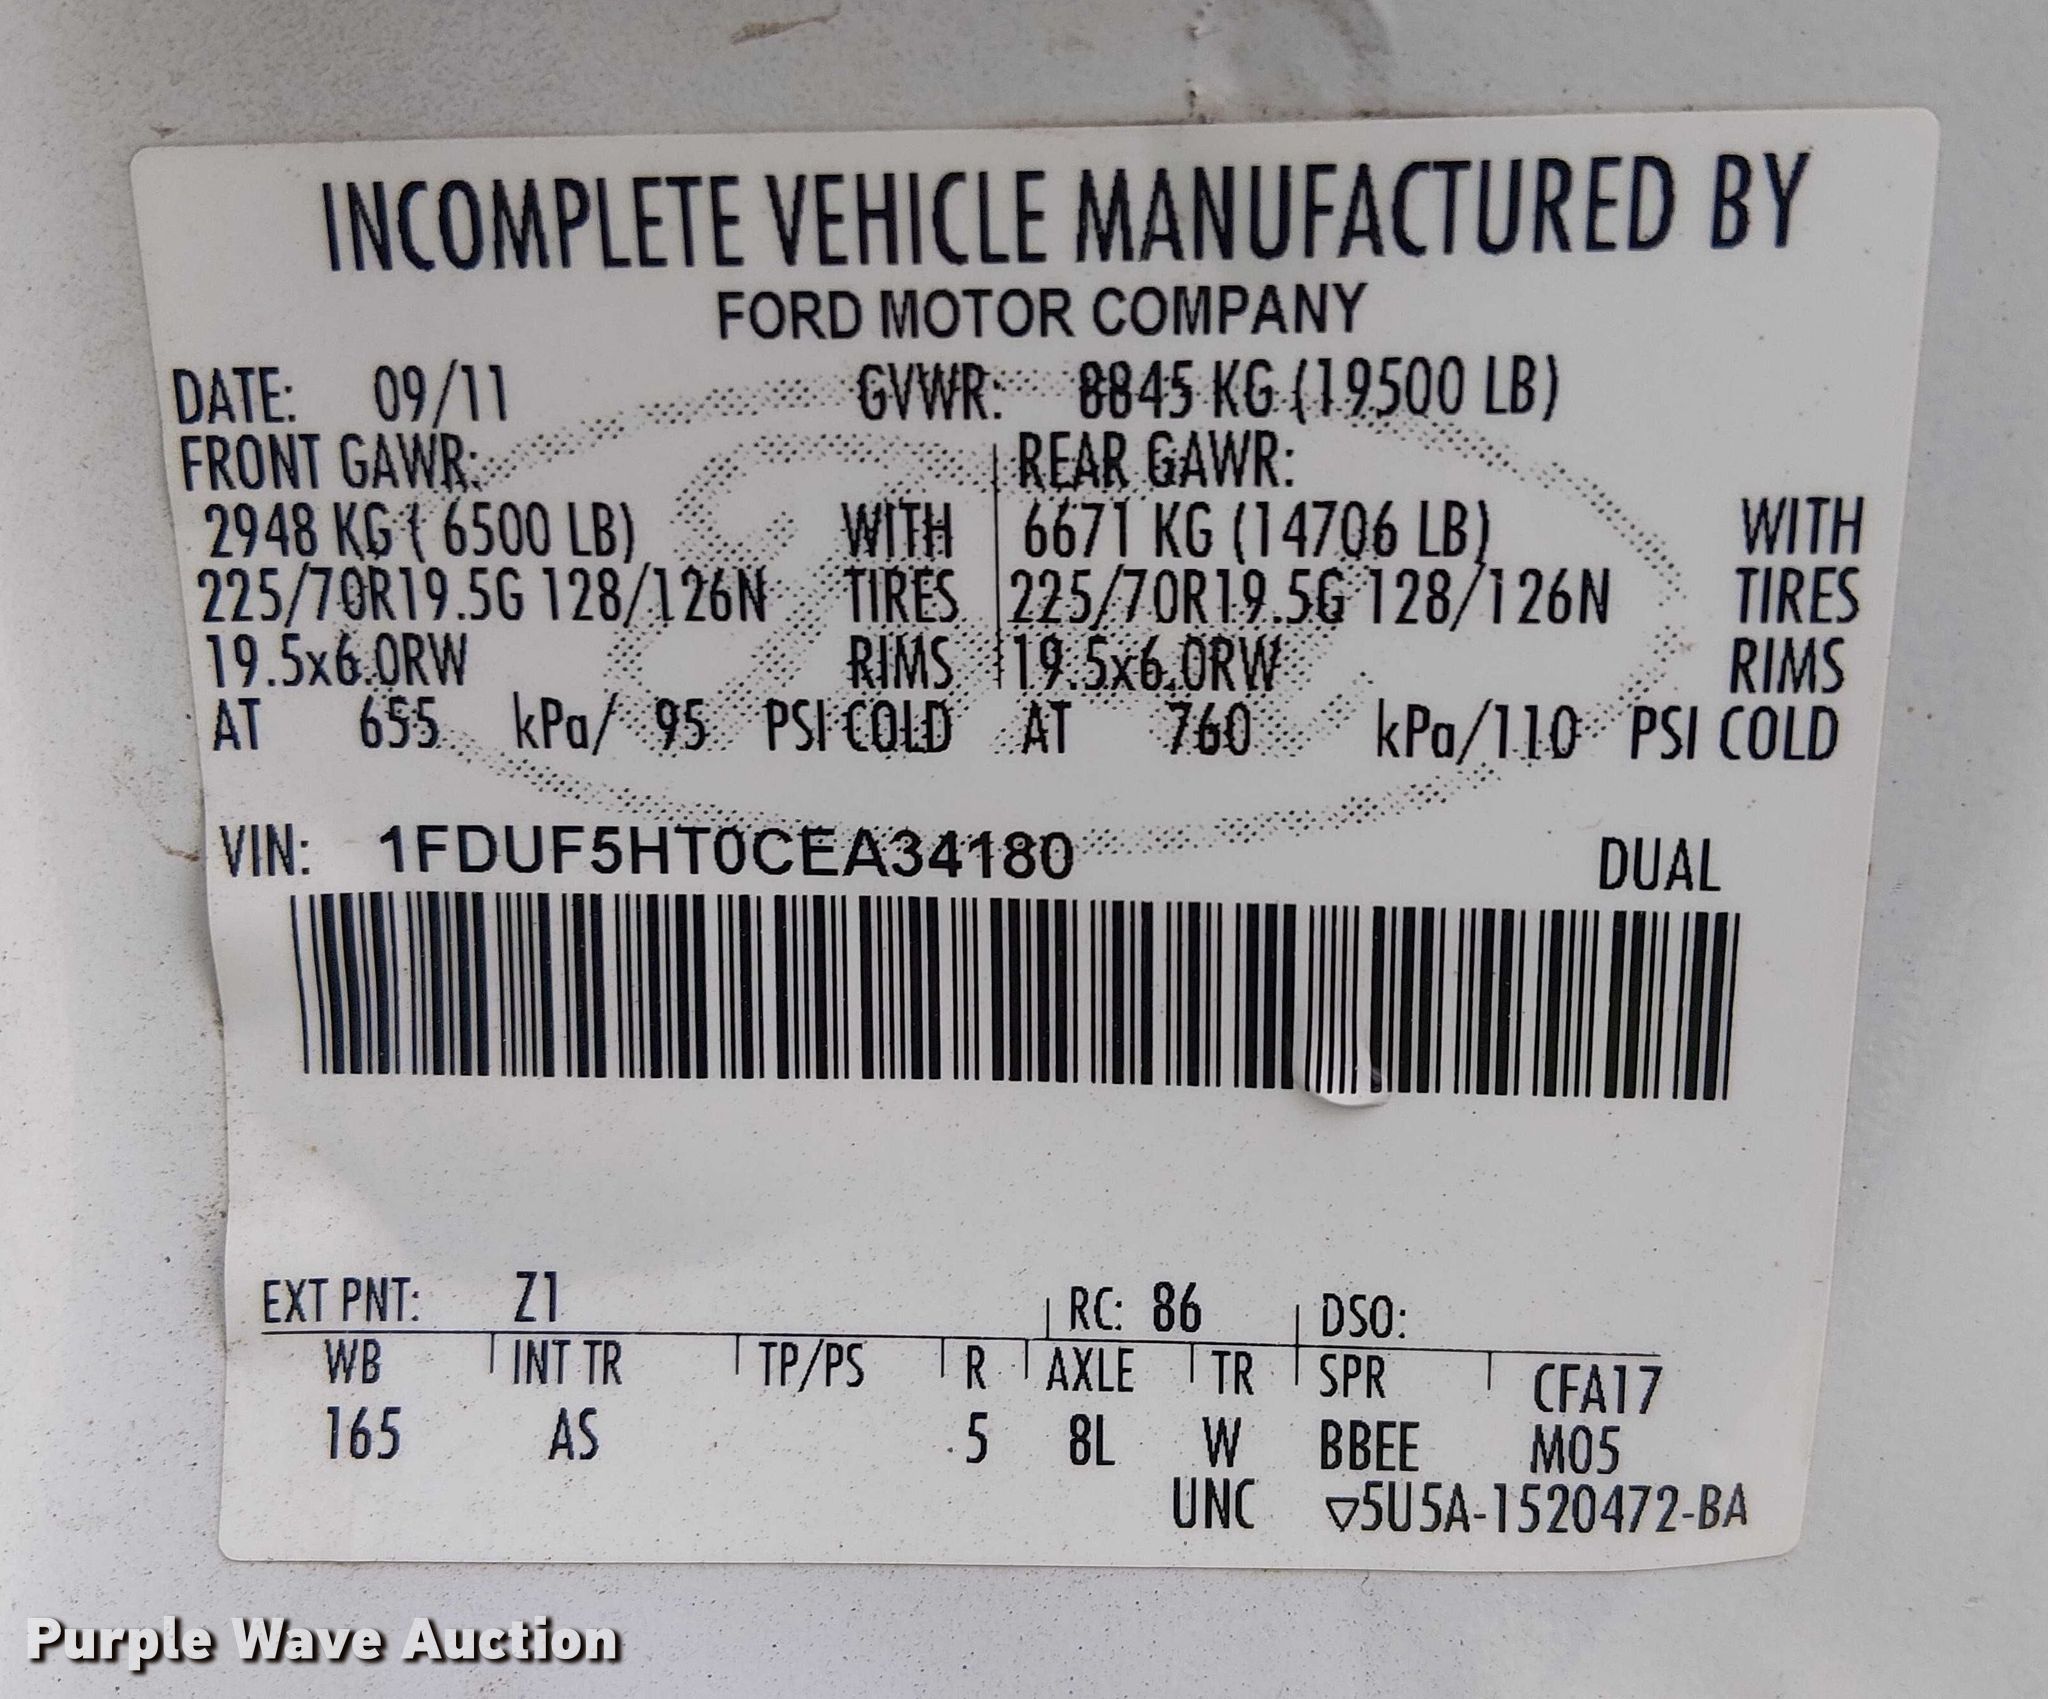 INCOMPLETE VEHICLE MANUFACTURED BY
FORD MOTOR COMPANY
DATE: 09/11 GVWR: 8845 KG (19500 LB)
FRONT GAWR: REAR GAWR:
2948 KG ( 6500 LB) WITH 6671 KG (14706 LB) WITH
225/70R19.5G 128/126N TIRES 225/70R19.5G 128/126N TIRES
19.5x6.0RW RIMS 19.5x6.0RW RIMS
AT 655 kPa/ 95 PSI COLD AT 760 kPa/110 PSI COLD
VIN: 1FDUF5HT0CEA34180 DUAL
EXT PNT: Z1 RC: 86 DSO:
WB INT TR TP/PS R AXLE TR SPR CFA17
165 AS 5 8L W BBEE M05
UNC ▽5U5A-1520472-BA
Purple Wave Auction